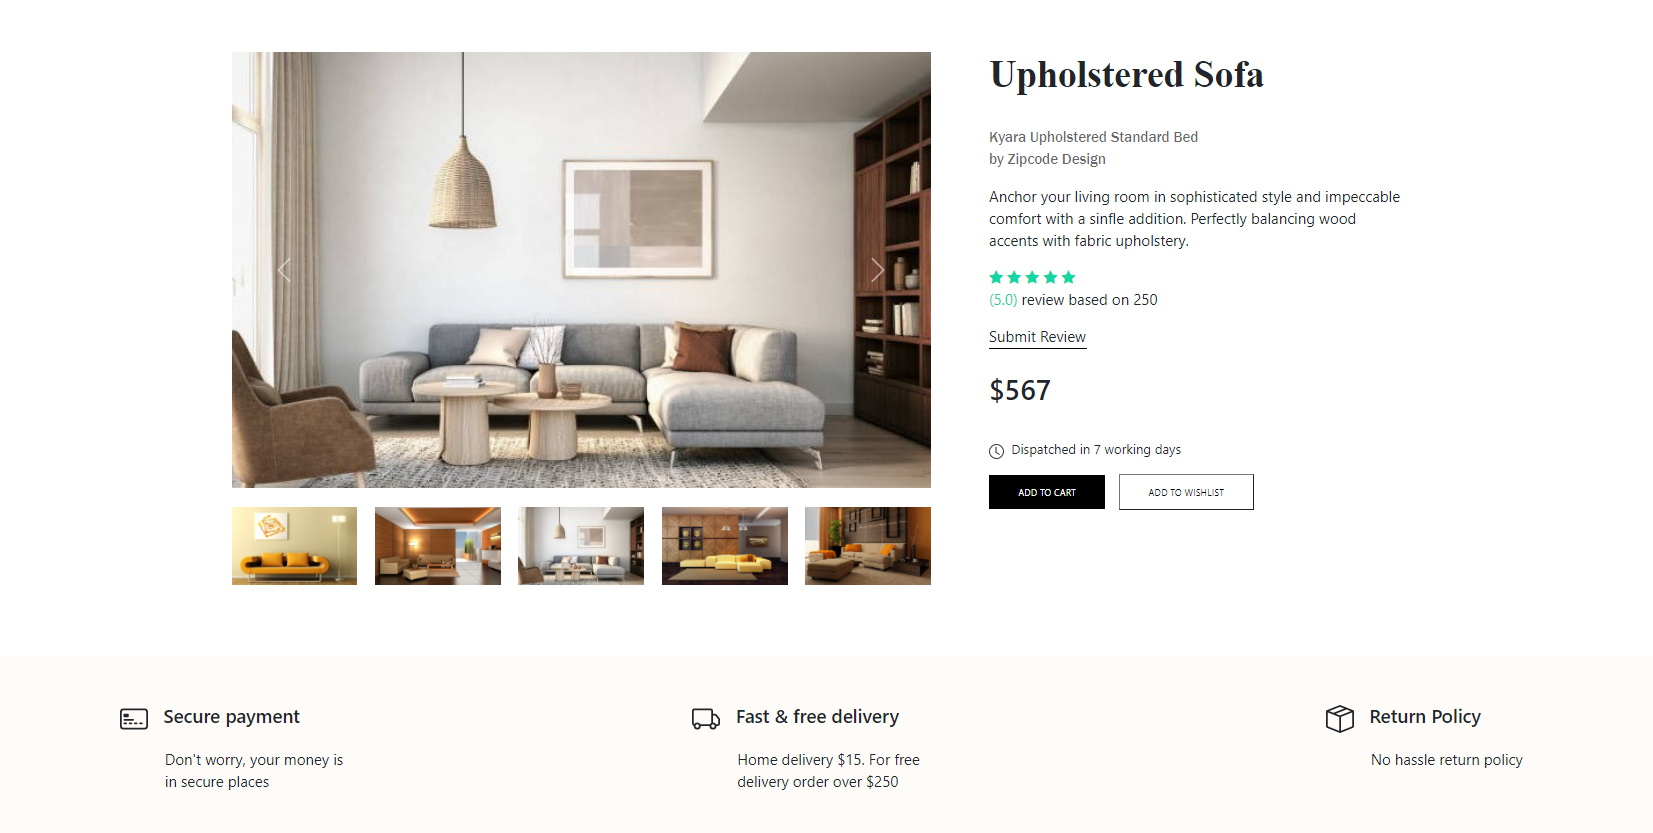 Upholstered Sofa
Kyara Upholstered Standard Bed
by Zipcode Design
Anchor your living room in sophisticated style and impeccable
comfort with a sinfle addition. Perfectly balancing wood
accents with fabric upholstery.
(5.0) review based on 250
Submit Review
$567
Dispatched in 7 working days
ADD TO CART
ADD TO WISHLIST
Secure payment
Don't worry, your money is
in secure places
Fast & free delivery
Home delivery $15. For free
delivery order over $250
Return Policy
No hassle return policy